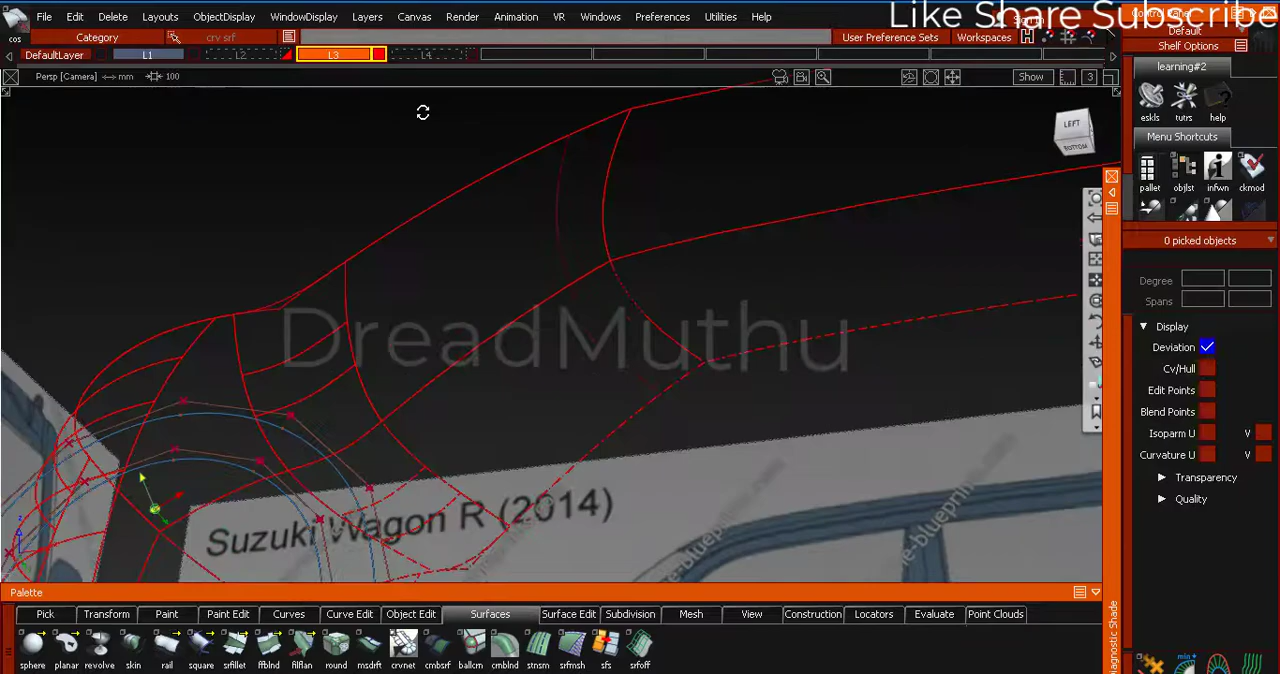 File Edit Delete Layouts ObjectDisplay WindowDisplay Layers Canvas Render Animation VR Windows Preferences Utilities Help
Like Share Subscribe
Category crv srf User Preference Sets Workspaces Default
Shelf Options
DefaultLayer L1 L2 L3 L4
learning#2
Persp [Camera] mm 100 Show 3
eskls tutrs help
LEFT
BOTTOM
Menu Shortcuts
pallet objlst infwn ckmod
0 picked objects
Degree
Spans
Display
Deviation
Cv/Hull
Edit Points
Blend Points
Isoparm U V
Curvature U V
Transparency
Quality
DreadMuthu
Suzuki Wagon R (2014)
Diagnostic Shade
Palette
Pick Transform Paint Paint Edit Curves Curve Edit Object Edit Surfaces Surface Edit Subdivision Mesh View Construction Locators Evaluate Point Clouds
sphere planar revolve skin rail square srfillet ffblnd filflan round msdrft crvnet cmbsrf ballcrn cmblnd stnsm srfmsh sfs srfoff